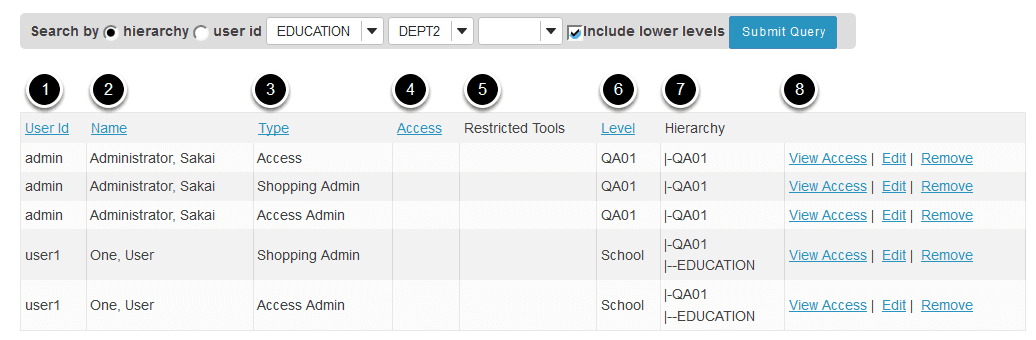 Search by hierarchy user id EDUCATION DEPT2 Include lower levels Submit Query
1 2 3 4 5 6 7 8
User Id Name Type Access Restricted Tools Level Hierarchy
admin Administrator, Sakai Access QA01 |-QA01 View Access | Edit | Remove
admin Administrator, Sakai Shopping Admin QA01 |-QA01 View Access | Edit | Remove
admin Administrator, Sakai Access Admin QA01 |-QA01 View Access | Edit | Remove
user1 One, User Shopping Admin School |-QA01 View Access | Edit | Remove
|--EDUCATION
user1 One, User Access Admin School |-QA01 View Access | Edit | Remove
|--EDUCATION